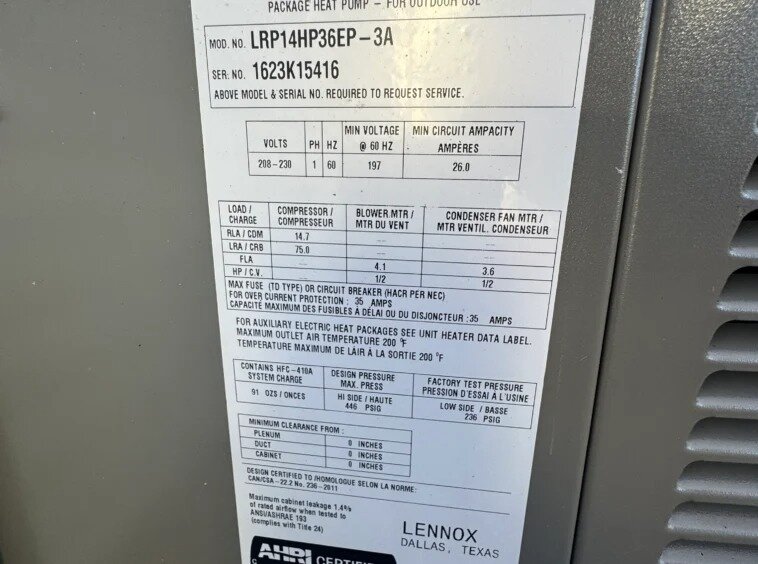 PACKAGE HEAT PUMP - FOR OUTDOOR USE
MOD. NO. LRP14HP36EP-3A
SER. NO. 1623K15416
ABOVE MODEL & SERIAL NO. REQUIRED TO REQUEST SERVICE.
VOLTS PH HZ MIN VOLTAGE @ 60 HZ MIN CIRCUIT AMPACITY AMPÈRES
208-230 1 60 197 26.0
LOAD / CHARGE COMPRESSOR / COMPRESSEUR BLOWER MTR / MTR DU VENT CONDENSER FAN MTR / MTR VENTIL. CONDENSEUR
RLA / CDM 14.7 --- ---
LRA / CRB 75.0 --- ---
FLA --- 4.1 3.6
HP / C.V. 1/2 1/2
MAX FUSE (TD TYPE) OR CIRCUIT BREAKER (HACR PER NEC)
FOR OVER CURRENT PROTECTION : 35 AMPS
CAPACITÉ MAXIMUM DES FUSIBLES À DÉLAI OU DU DISJONCTEUR :35 AMPS
FOR AUXILIARY ELECTRIC HEAT PACKAGES SEE UNIT HEATER DATA LABEL.
MAXIMUM OUTLET AIR TEMPERATURE 200 °F
TEMPÉRATURE MAXIMUM DE LÁIR À LA SORTIE 200 °F
CONTAINS HFC-410A SYSTEM CHARGE DESIGN PRESSURE MAX. PRESS FACTORY TEST PRESSURE PRESSION D'ESSAI À L'USINE
91 OZS / ONCES HI SIDE / HAUTE 446 PSIG LOW SIDE / BASSE 236 PSIG
MINIMUM CLEARANCE FROM :
PLENUM 0 INCHES
DUCT 0 INCHES
CABINET 0 INCHES
DESIGN CERTIFIED TO /HOMOLOGUE SELON LA NORME:
CAN/CSA-22.2 No. 236-2011
Maximum cabinet leakage 1.4%
of rated airflow when tested to
ANSI/ASHRAE 193
(complies with Title 24)
LENNOX
DALLAS, TEXAS
AHRI CERTIFIED